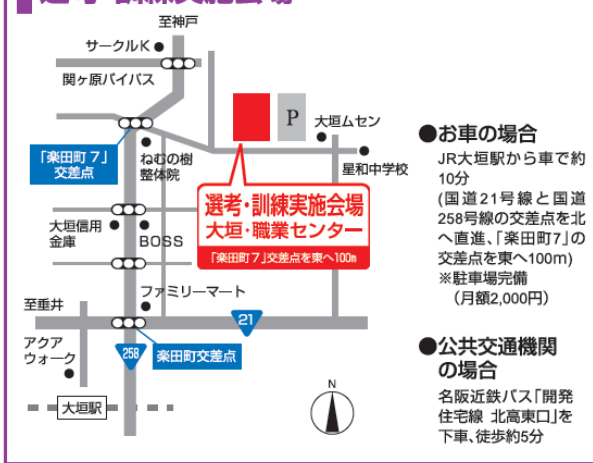 選考・訓練実施会場
至神戸
サークルK
関ヶ原バイパス
P
大垣ムセン
「楽田町7」
交差点
ねむの樹
整体院
星和中学校
選考・訓練実施会場
大垣・職業センター
「楽田町7」交差点を東へ100m
大垣信用
金庫
BOSS
ファミリーマート
至垂井
21
258
楽田町交差点
アクア
ウォーク
大垣駅
N
●お車の場合
JR大垣駅から車で約
10分
(国道21号線と国道
258号線の交差点を北
へ直進、「楽田町7」の
交差点を東へ100m)
※駐車場完備
(月額2,000円)
●公共交通機関
の場合
名阪近鉄バス「開発
住宅線 北高東口」を
下車、徒歩約5分